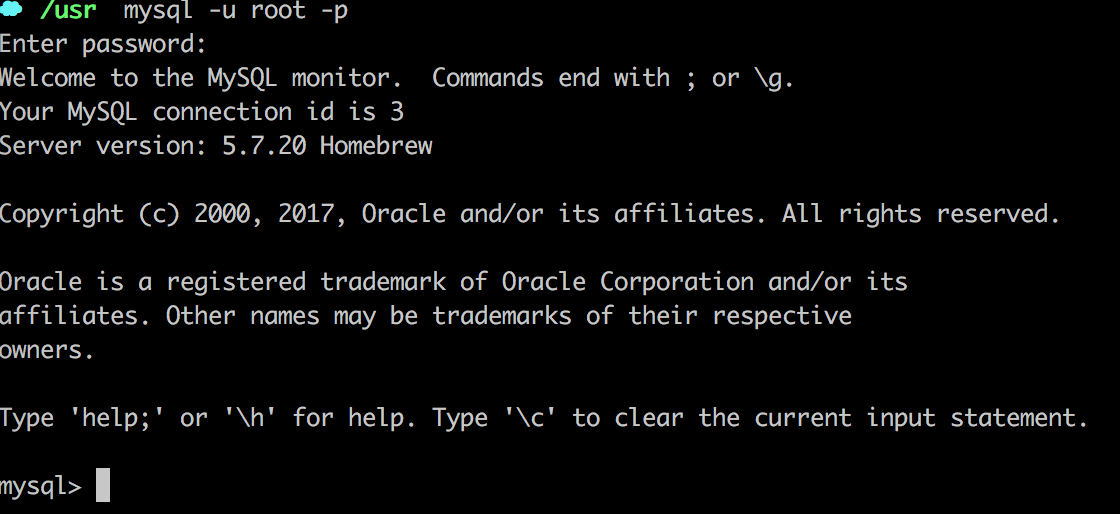 /usr mysql -u root -p
Enter password:
Welcome to the MySQL monitor.  Commands end with ; or \g.
Your MySQL connection id is 3
Server version: 5.7.20 Homebrew
Copyright (c) 2000, 2017, Oracle and/or its affiliates. All rights reserved.
Oracle is a registered trademark of Oracle Corporation and/or its
affiliates. Other names may be trademarks of their respective
owners.
Type 'help;' or '\h' for help. Type '\c' to clear the current input statement.
mysql>